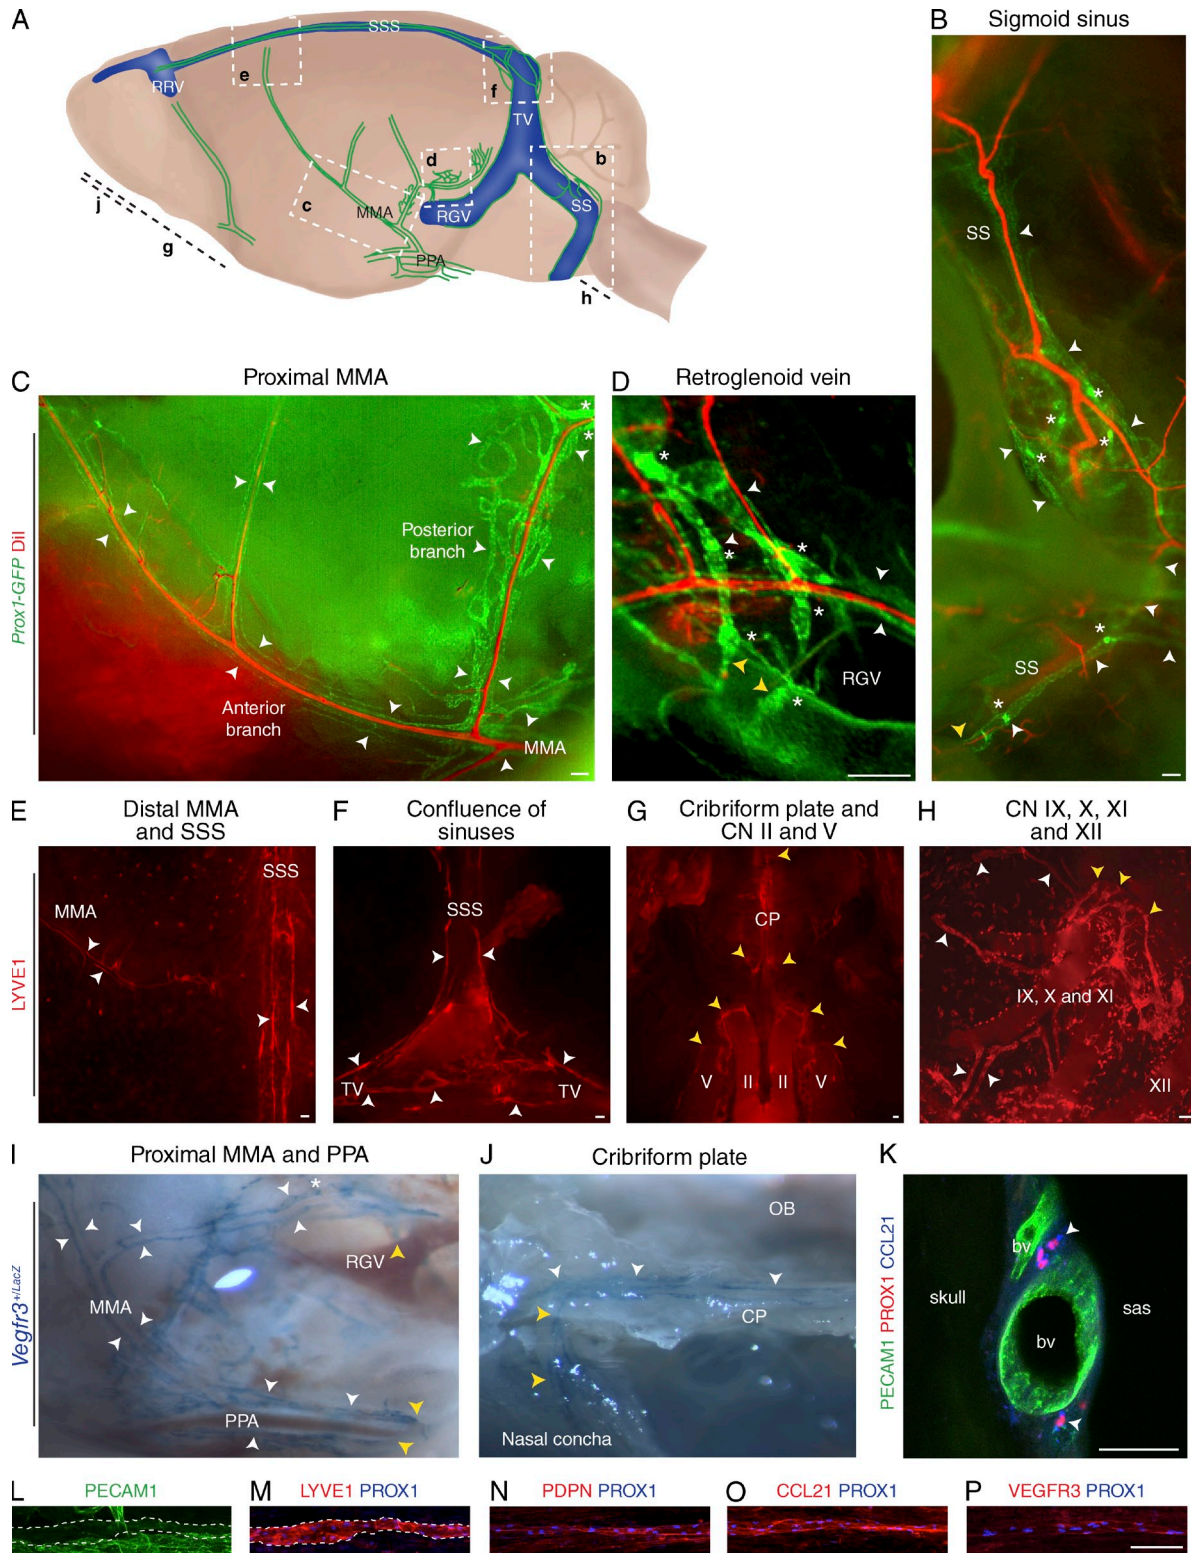 A
SSS
RRV
e
f
TV
b
d
c
MMA
RGV
SS
j
g
PPA
h
B
Sigmoid sinus
SS
*
*
*
*
*
SS
*
C
Proximal MMA
Prox1-GFP DiI
*
*
Posterior
branch
Anterior
branch
MMA
D
Retroglenoid vein
*
*
*
*
*
*
RGV
E
Distal MMA
and SSS
LYVE1
SSS
MMA
F
Confluence of
sinuses
SSS
TV
TV
G
Cribriform plate and
CN II and V
CP
V
II
II
V
H
CN IX, X, XI
and XII
IX, X and XI
XII
I
Proximal MMA and PPA
Vegfr3+/LacZ
*
RGV
MMA
PPA
J
Cribriform plate
OB
CP
Nasal concha
K
PECAM1 PROX1 CCL21
bv
skull
sas
bv
L
PECAM1
M
LYVE1 PROX1
N
PDPN PROX1
O
CCL21 PROX1
P
VEGFR3 PROX1